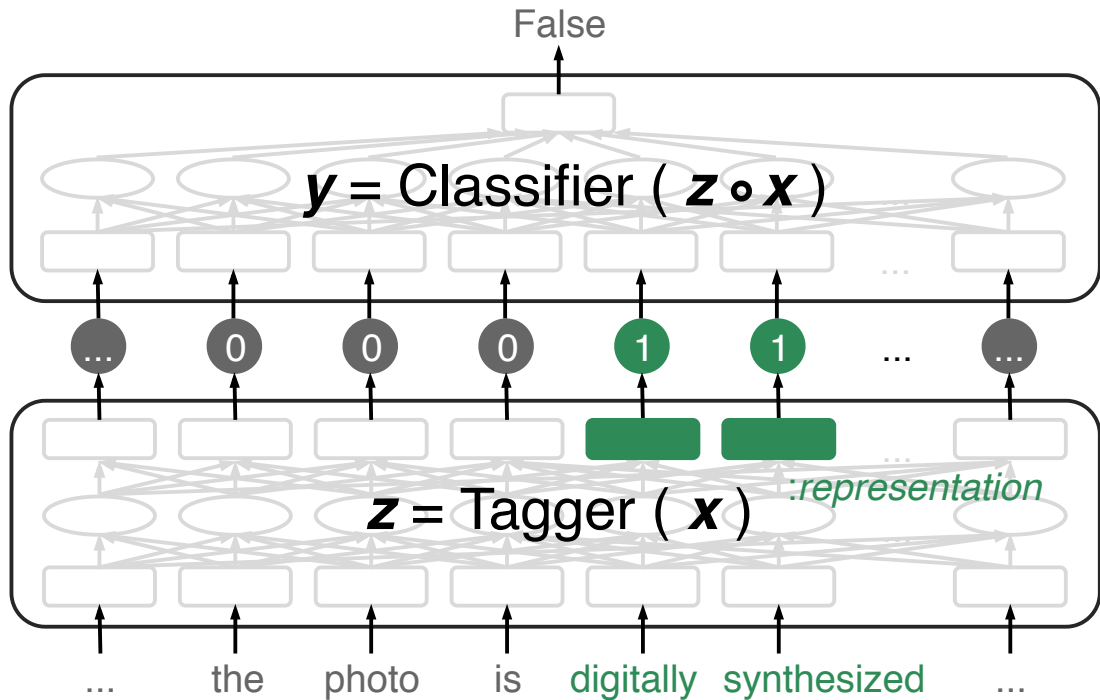 False
y = Classifier ( z ∘ x )
...
... 0 0 0 1 1 ... ...
...
:representation
z = Tagger ( x )
...
... the photo is digitally synthesized ...